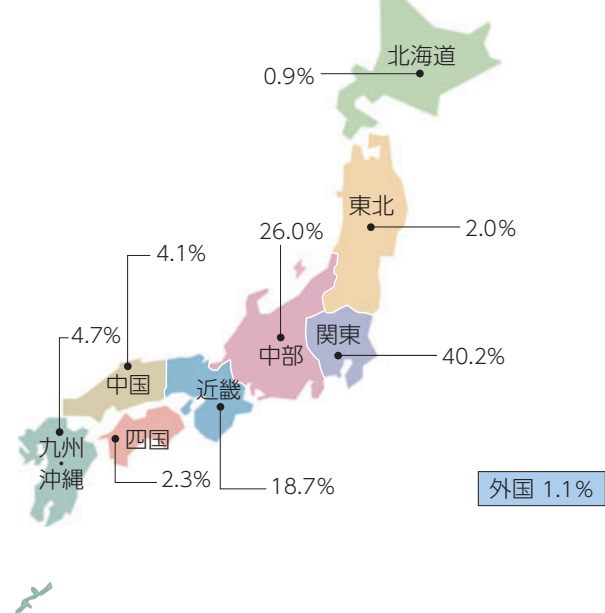 北海道
0.9%
東北
2.0%
26.0%
4.1%
関東
4.7%
中部
40.2%
中国
近畿
九州
・
沖縄
四国
2.3%
18.7%
外国 1.1%